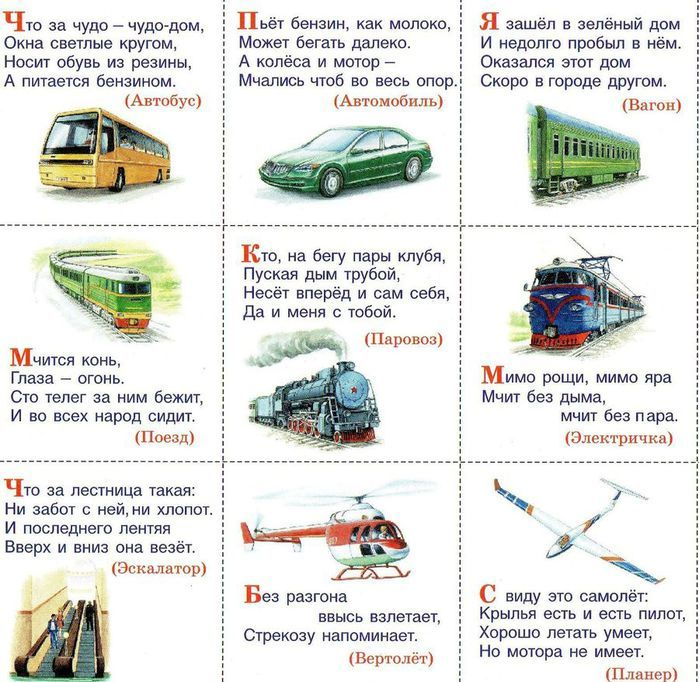 Что за чудо – чудо-дом,
Окна светлые кругом,
Носит обувь из резины,
А питается бензином.
(Автобус)
Пьёт бензин, как молоко,
Может бегать далеко.
А колёса и мотор –
Мчались чтоб во весь опор.
(Автомобиль)
Я зашёл в зелёный дом
И недолго пробыл в нём.
Оказался этот дом
Скоро в городе другом.
(Вагон)
Мчится конь,
Глаза – огонь.
Сто телег за ним бежит,
И во всех народ сидит.
(Поезд)
Кто, на бегу пары клубя,
Пуская дым трубой,
Несёт вперёд и сам себя,
Да и меня с тобой.
(Паровоз)
Мимо рощи, мимо яра
Мчит без дыма,
мчит без пара.
(Электричка)
Что за лестница такая:
Ни забот с ней, ни хлопот.
И последнего лентяя
Вверх и вниз она везёт.
(Эскалатор)
Без разгона
ввысь взлетает,
Стрекозу напоминает.
(Вертолёт)
С виду это самолёт:
Крылья есть и есть пилот,
Хорошо летать умеет,
Но мотора не имеет.
(Планер)